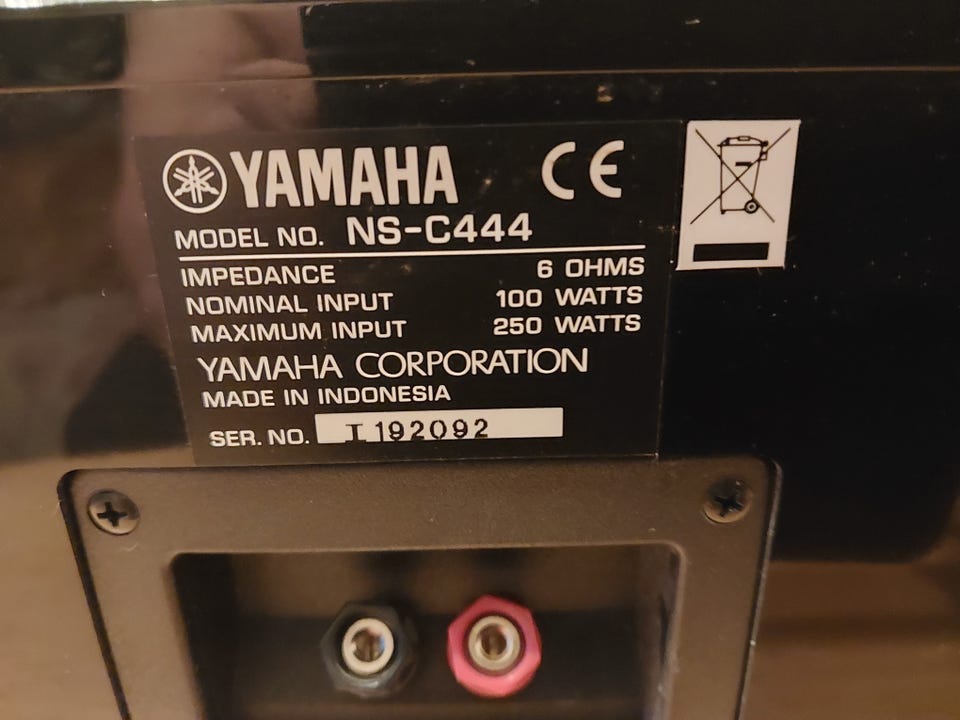 YAMAHA CE
MODEL NO. NS-C444
IMPEDANCE 6 OHMS
NOMINAL INPUT 100 WATTS
MAXIMUM INPUT 250 WATTS
YAMAHA CORPORATION
MADE IN INDONESIA
SER. NO. I192092